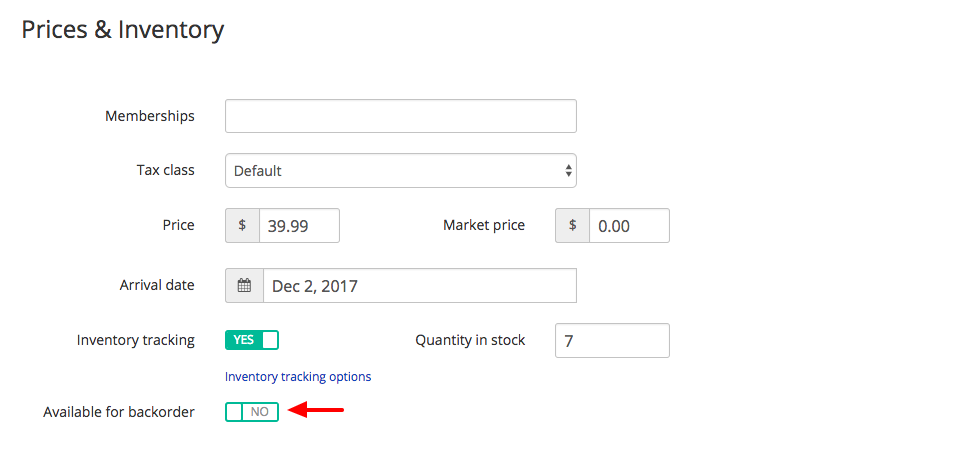 Prices & Inventory
Memberships
Tax class Default
Price $ 39.99 Market price $ 0.00
Arrival date Dec 2, 2017
Inventory tracking YES Quantity in stock 7
Inventory tracking options
Available for backorder NO